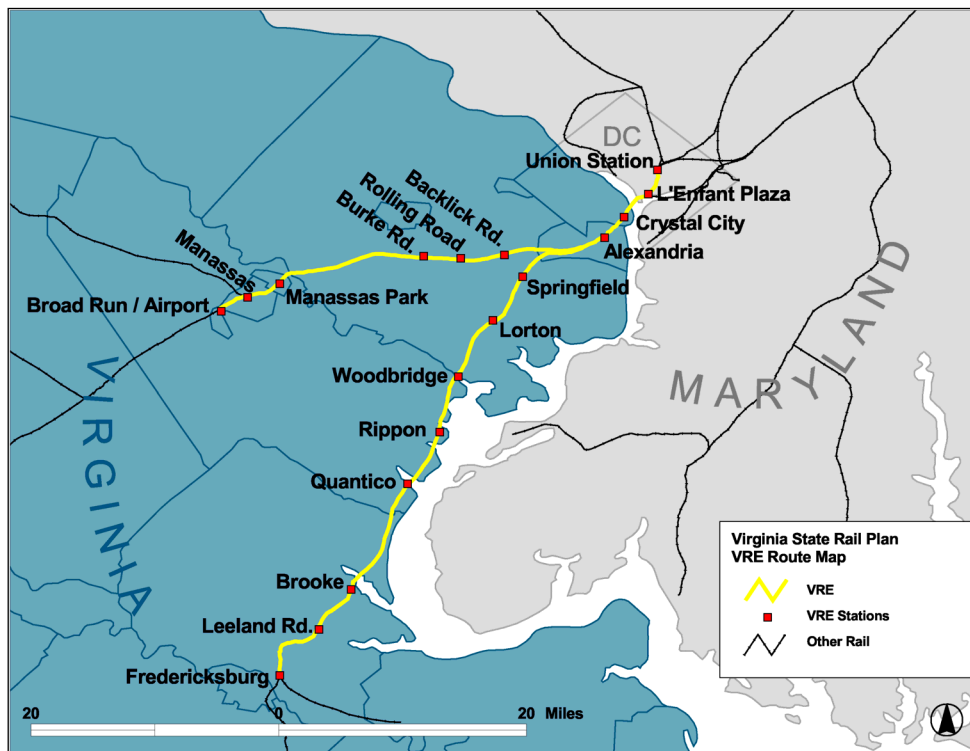 DC
Union Station
L'Enfant Plaza
Crystal City
Alexandria
Backlick Rd.
Rolling Road
Burke Rd.
Manassas
Manassas Park
Broad Run / Airport
Springfield
Lorton
Woodbridge
Rippon
Quantico
Brooke
Leeland Rd.
Fredericksburg
VIRGINIA
MARYLAND
Virginia State Rail Plan
VRE Route Map
VRE
VRE Stations
Other Rail
20 0 20 Miles